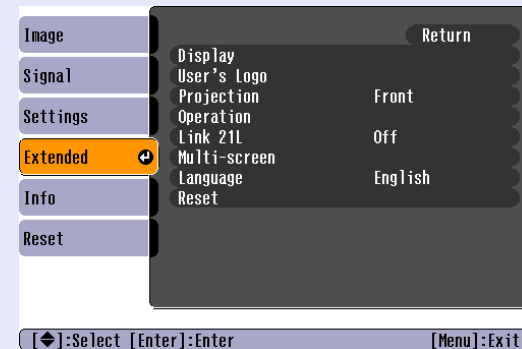 Image
Signal
Settings
Extended
Info
Reset
Return
Display
User's Logo
Projection Front
Operation
Link 21L Off
Multi-screen
Language English
Reset
[◆]:Select [Enter]:Enter [Menu]:Exit